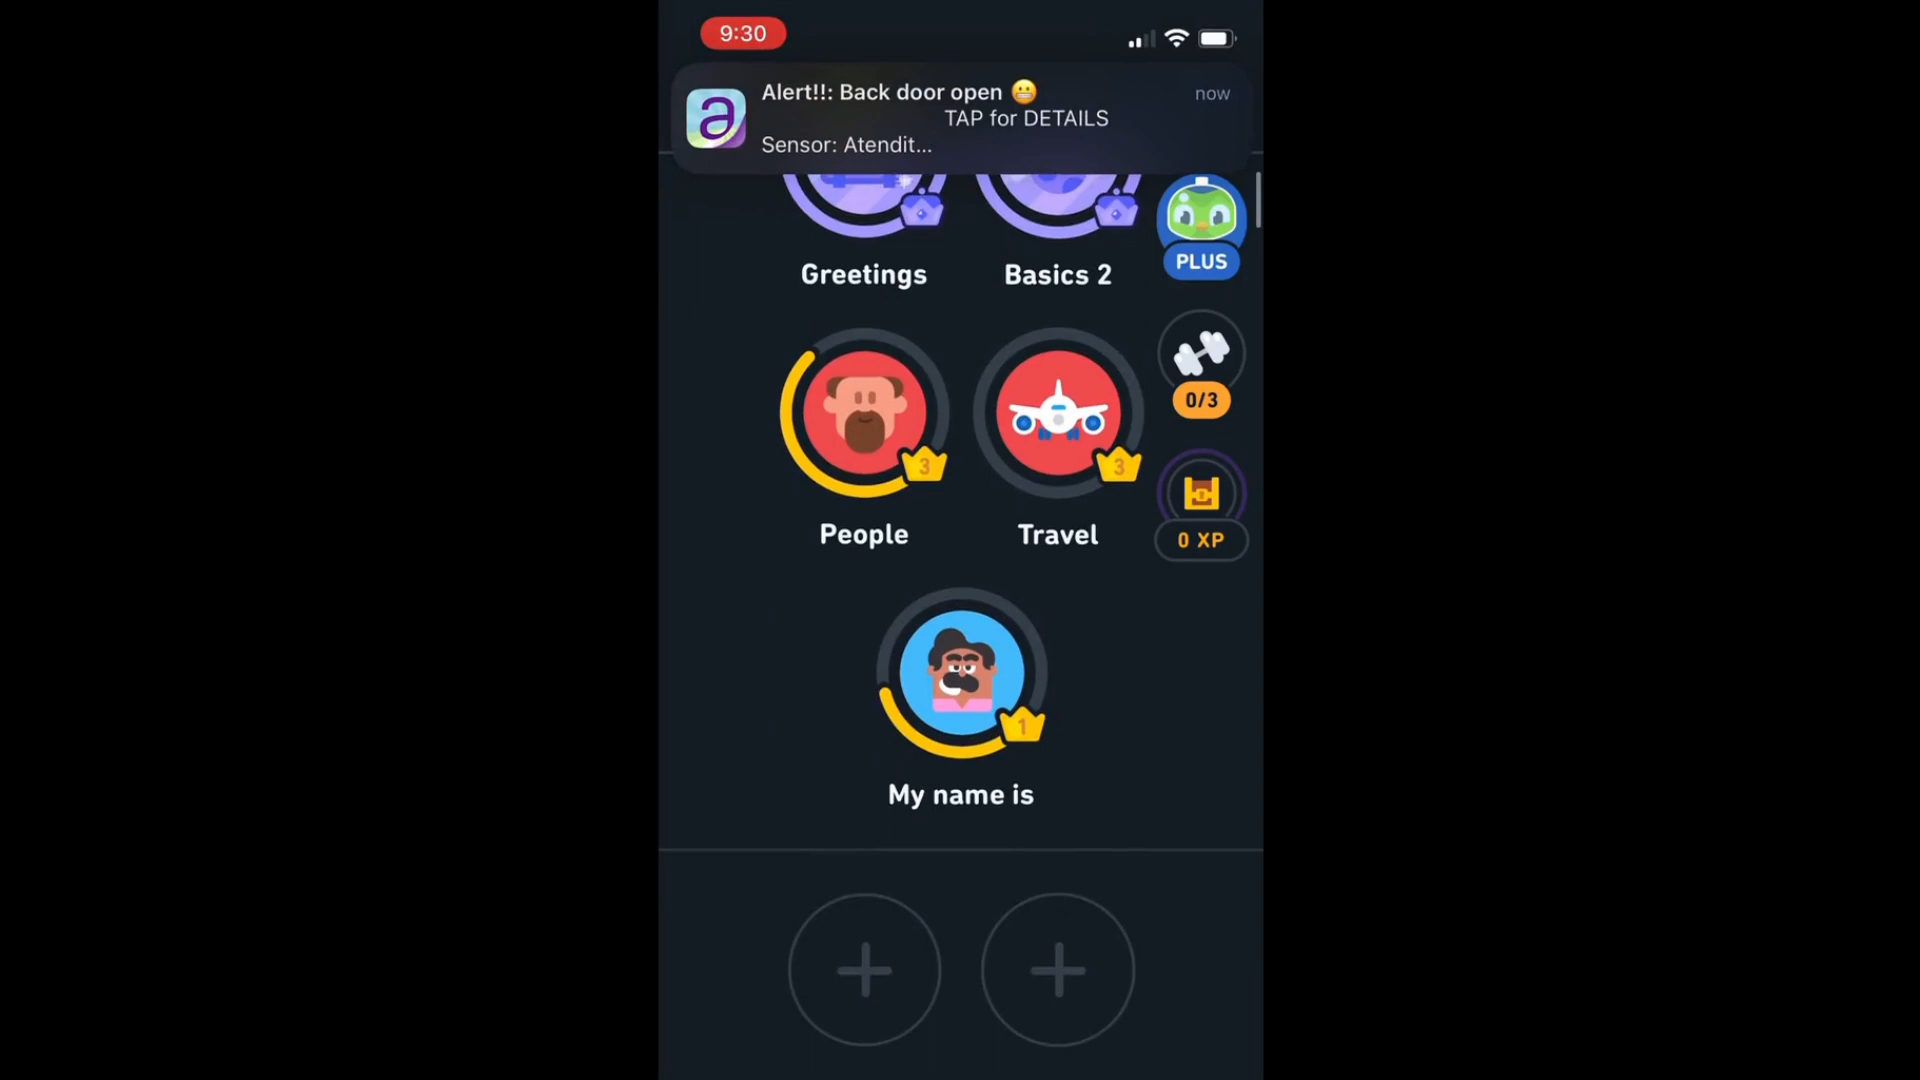 9:30
a
Alert!!: Back door open 😬
now
TAP for DETAILS
Sensor: Atendit...
Greetings
Basics 2
PLUS
0/3
3
3
People
Travel
0 XP
1
My name is